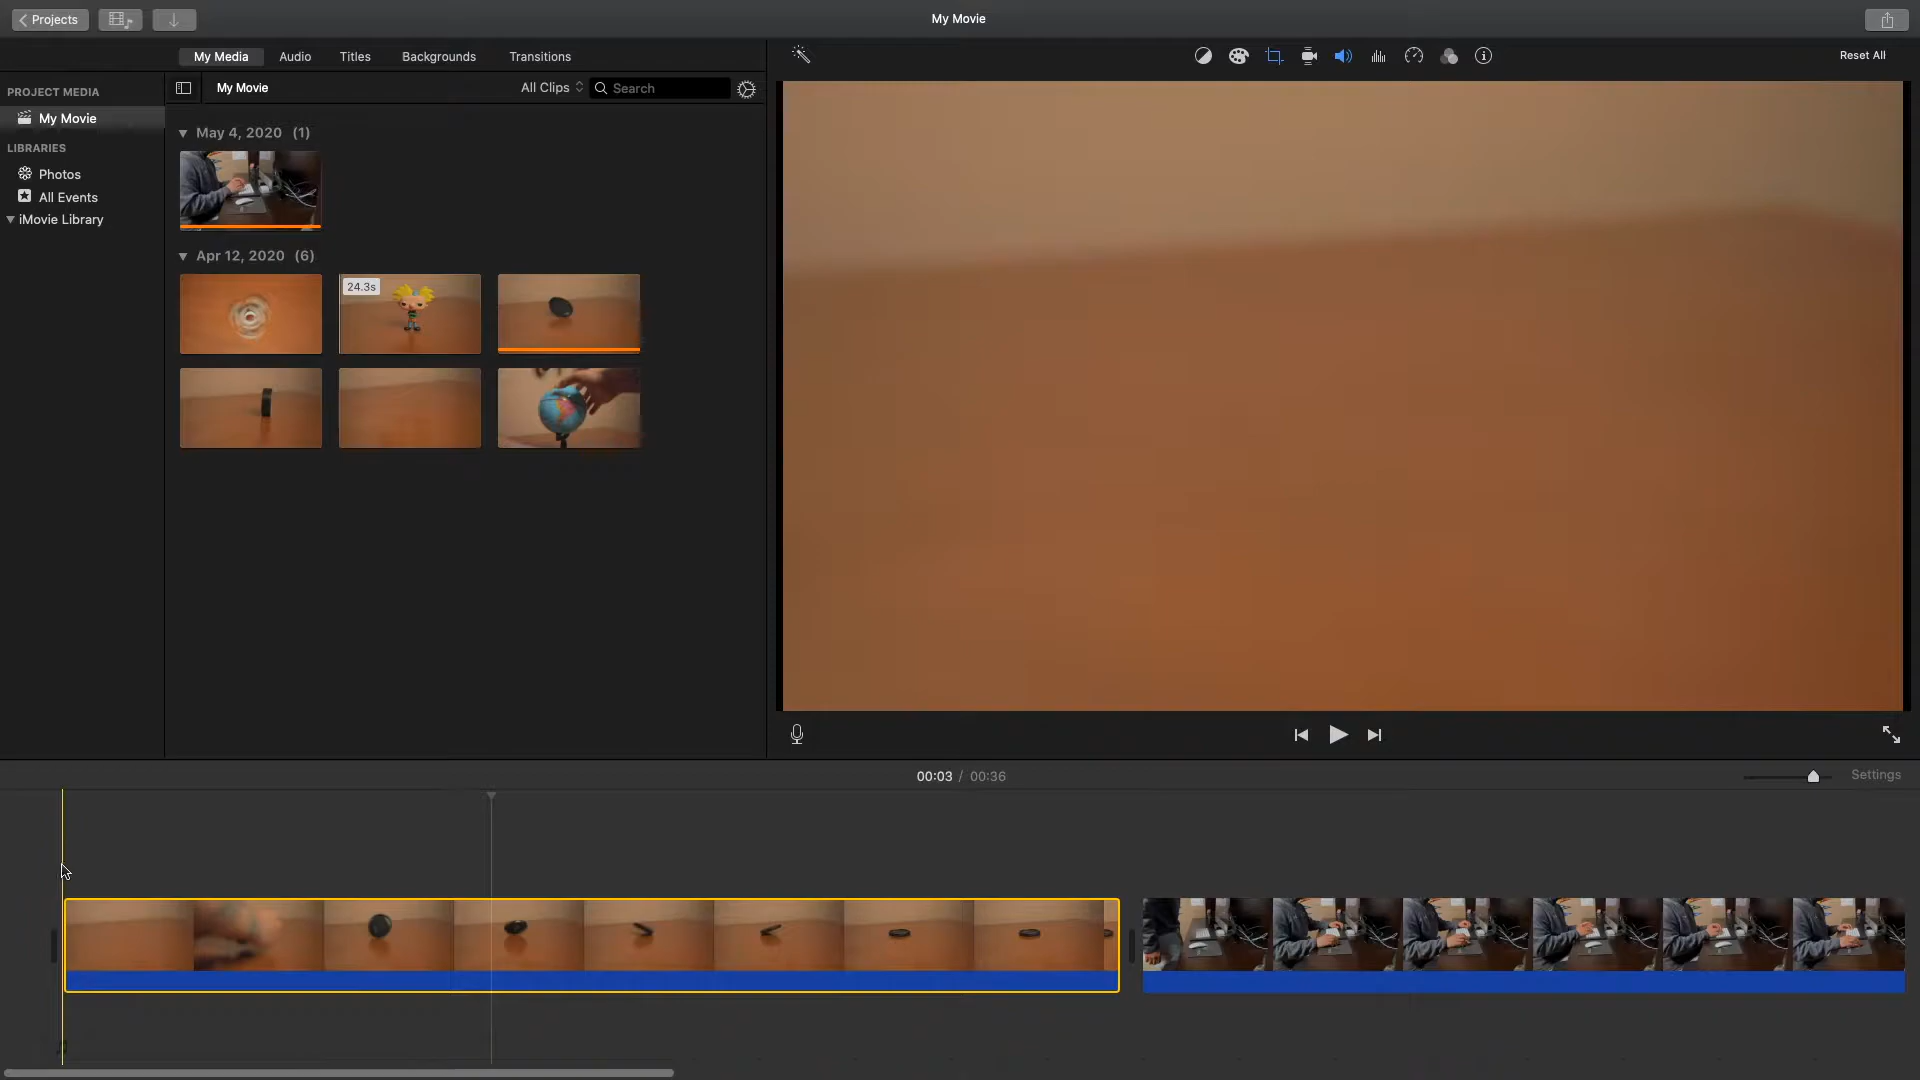 Projects
My Movie
My Media
Audio
Titles
Backgrounds
Transitions
Reset All
PROJECT MEDIA
My Movie
LIBRARIES
Photos
All Events
iMovie Library
My Movie
All Clips
Search
May 4, 2020 (1)
Apr 12, 2020 (6)
24.3s
00:03 / 00:36
Settings